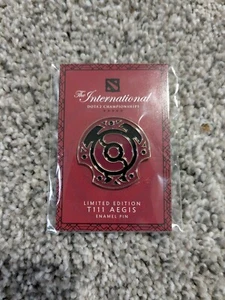 The
International
DOTA 2 CHAMPIONSHIPS
LIMITED EDITION
TI11 AEGIS
ENAMEL PIN